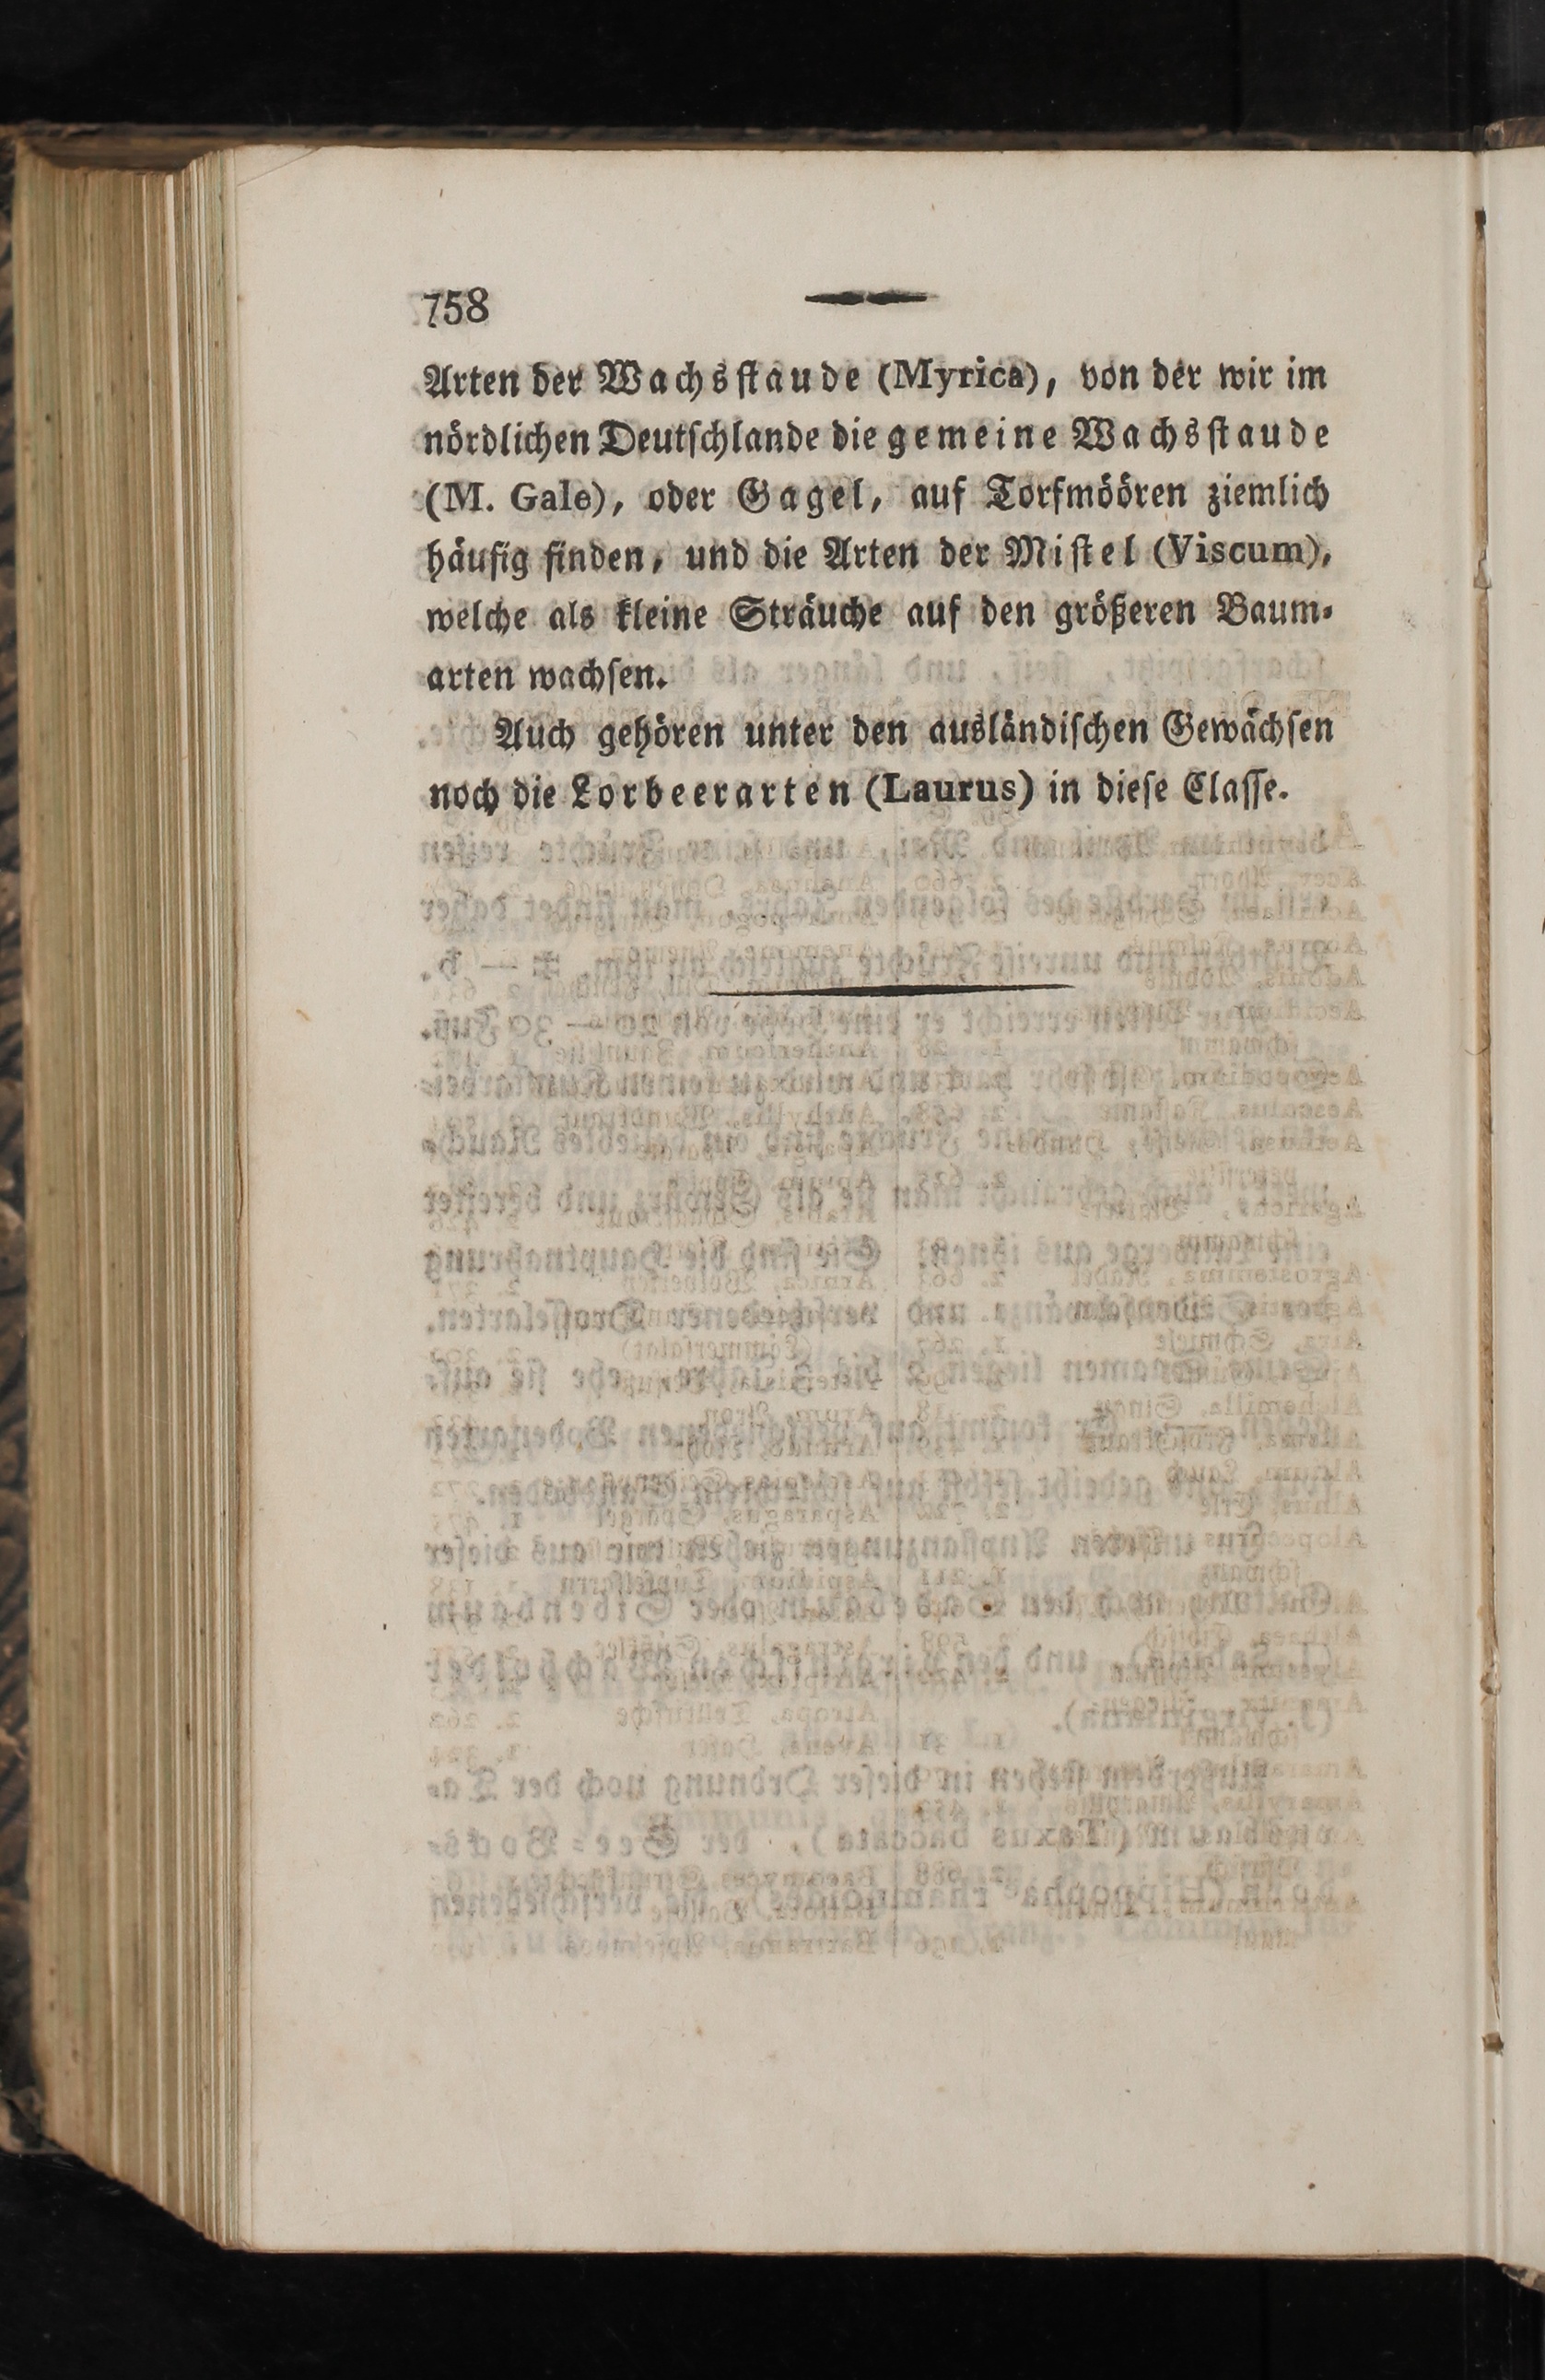 758
Arten der Wachsstaude (Myrica), von der wir im
nördlichen Deutschlande die gemeine Wachsstaude
(M. Gale), oder Gagel, auf Torfmöören ziemlich
häufig finden, und die Arten der Mistel (Viscum),
welche als kleine Sträuche auf den größeren Baum-
arten wachsen.
Auch gehören unter den ausländischen Gewächsen
noch die Lorbeerarten (Laurus) in diese Classe.